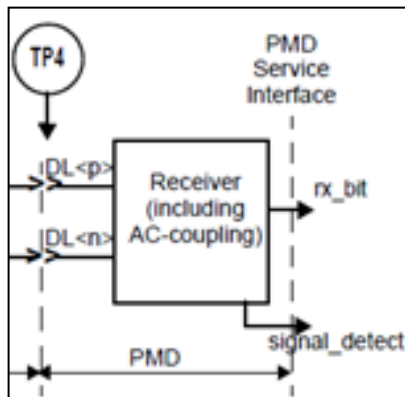 TP4
PMD
Service
Interface
DL<p>
Receiver
(including
AC-coupling)
rx_bit
DL<n>
signal_detect
PMD